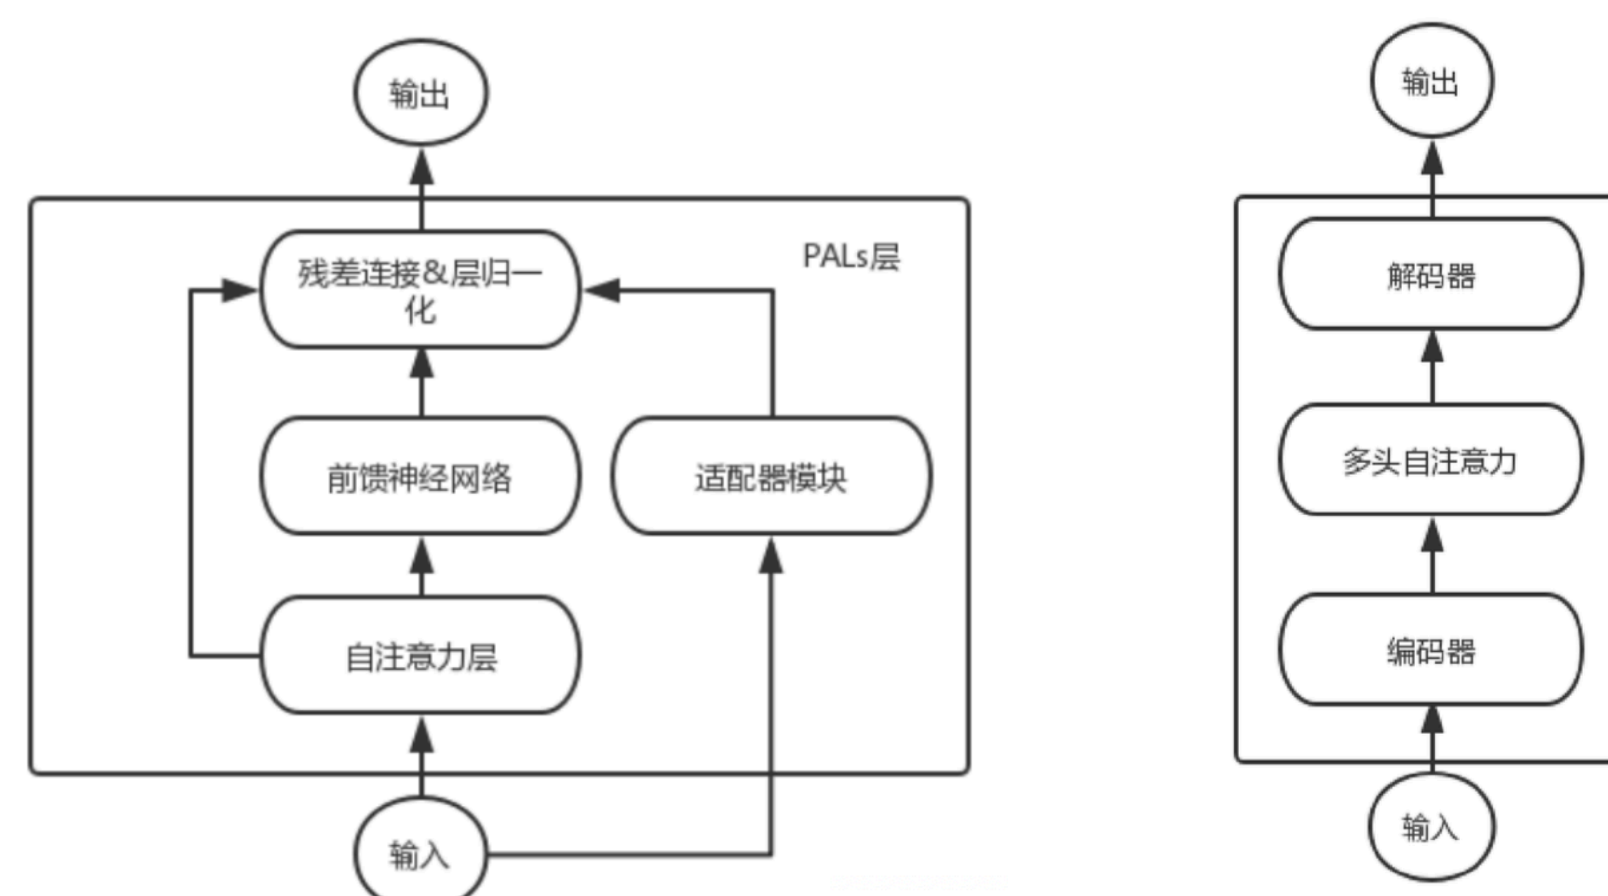 输出
PALs层
残差连接&层归一
化
前馈神经网络
适配器模块
自注意力层
输入
输出
解码器
多头自注意力
编码器
输入